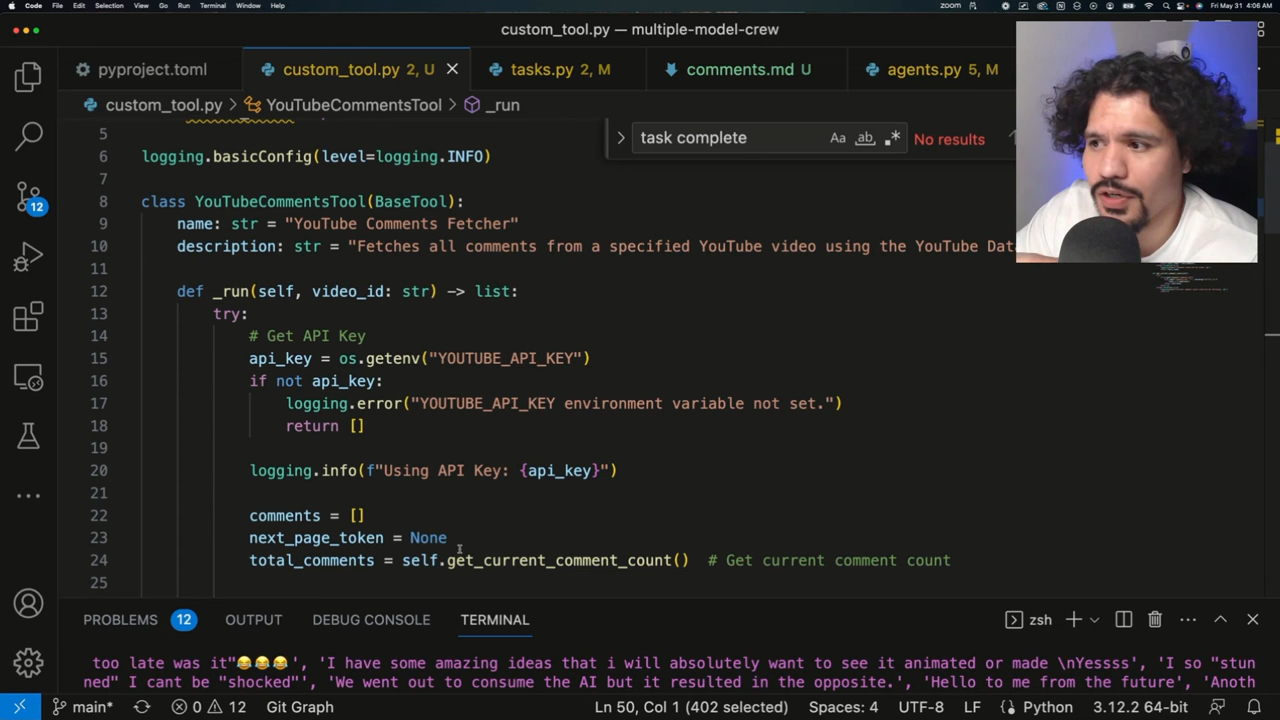 Code File Edit Selection View Go Run Terminal Window Help zoom Fri May 31 4:06 AM
custom_tool.py — multiple-model-crew
pyproject.toml custom_tool.py 2, U tasks.py 2, M comments.md U agents.py 5, M
custom_tool.py > YouTubeCommentsTool > _run
task complete Aa ab No results
5
6 logging.basicConfig(level=logging.INFO)
7
8 class YouTubeCommentsTool(BaseTool):
9 name: str = "YouTube Comments Fetcher"
10 description: str = "Fetches all comments from a specified YouTube video using the YouTube Dat
11
12 def _run(self, video_id: str) -> list:
13 try:
14 # Get API Key
15 api_key = os.getenv("YOUTUBE_API_KEY")
16 if not api_key:
17 logging.error("YOUTUBE_API_KEY environment variable not set.")
18 return []
19
20 logging.info(f"Using API Key: {api_key}")
21
22 comments = []
23 next_page_token = None
24 total_comments = self.get_current_comment_count() # Get current comment count
25
PROBLEMS 12 OUTPUT DEBUG CONSOLE TERMINAL zsh
too late was it"😂😂😂', 'I have some amazing ideas that i will absolutely want to see it animated or made \nYessss', 'I so "stun
ned" I cant be "shocked"', 'We went out to consume the AI but it resulted in the opposite.', 'Hello to me from the future', 'Anoth
main* 0 12 Git Graph Ln 50, Col 1 (402 selected) Spaces: 4 UTF-8 LF Python 3.12.2 64-bit
12